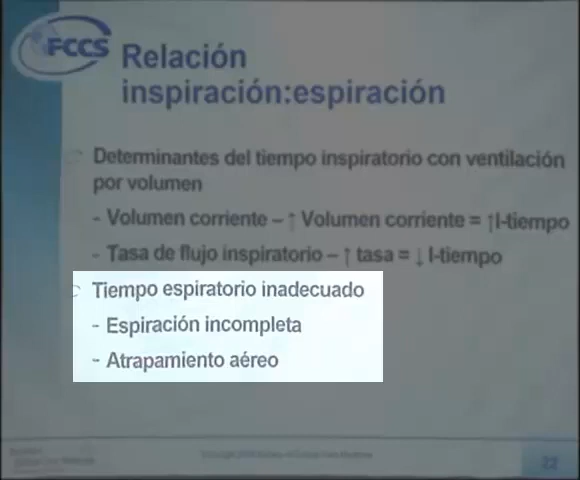 FCCS
Relación
inspiración:espiración
Determinantes del tiempo inspiratorio con ventilación
por volumen
- Volumen corriente – ↑ Volumen corriente = ↑I-tiempo
- Tasa de flujo inspiratorio – ↑ tasa = ↓ I-tiempo
Tiempo espiratorio inadecuado
- Espiración incompleta
- Atrapamiento aéreo
22